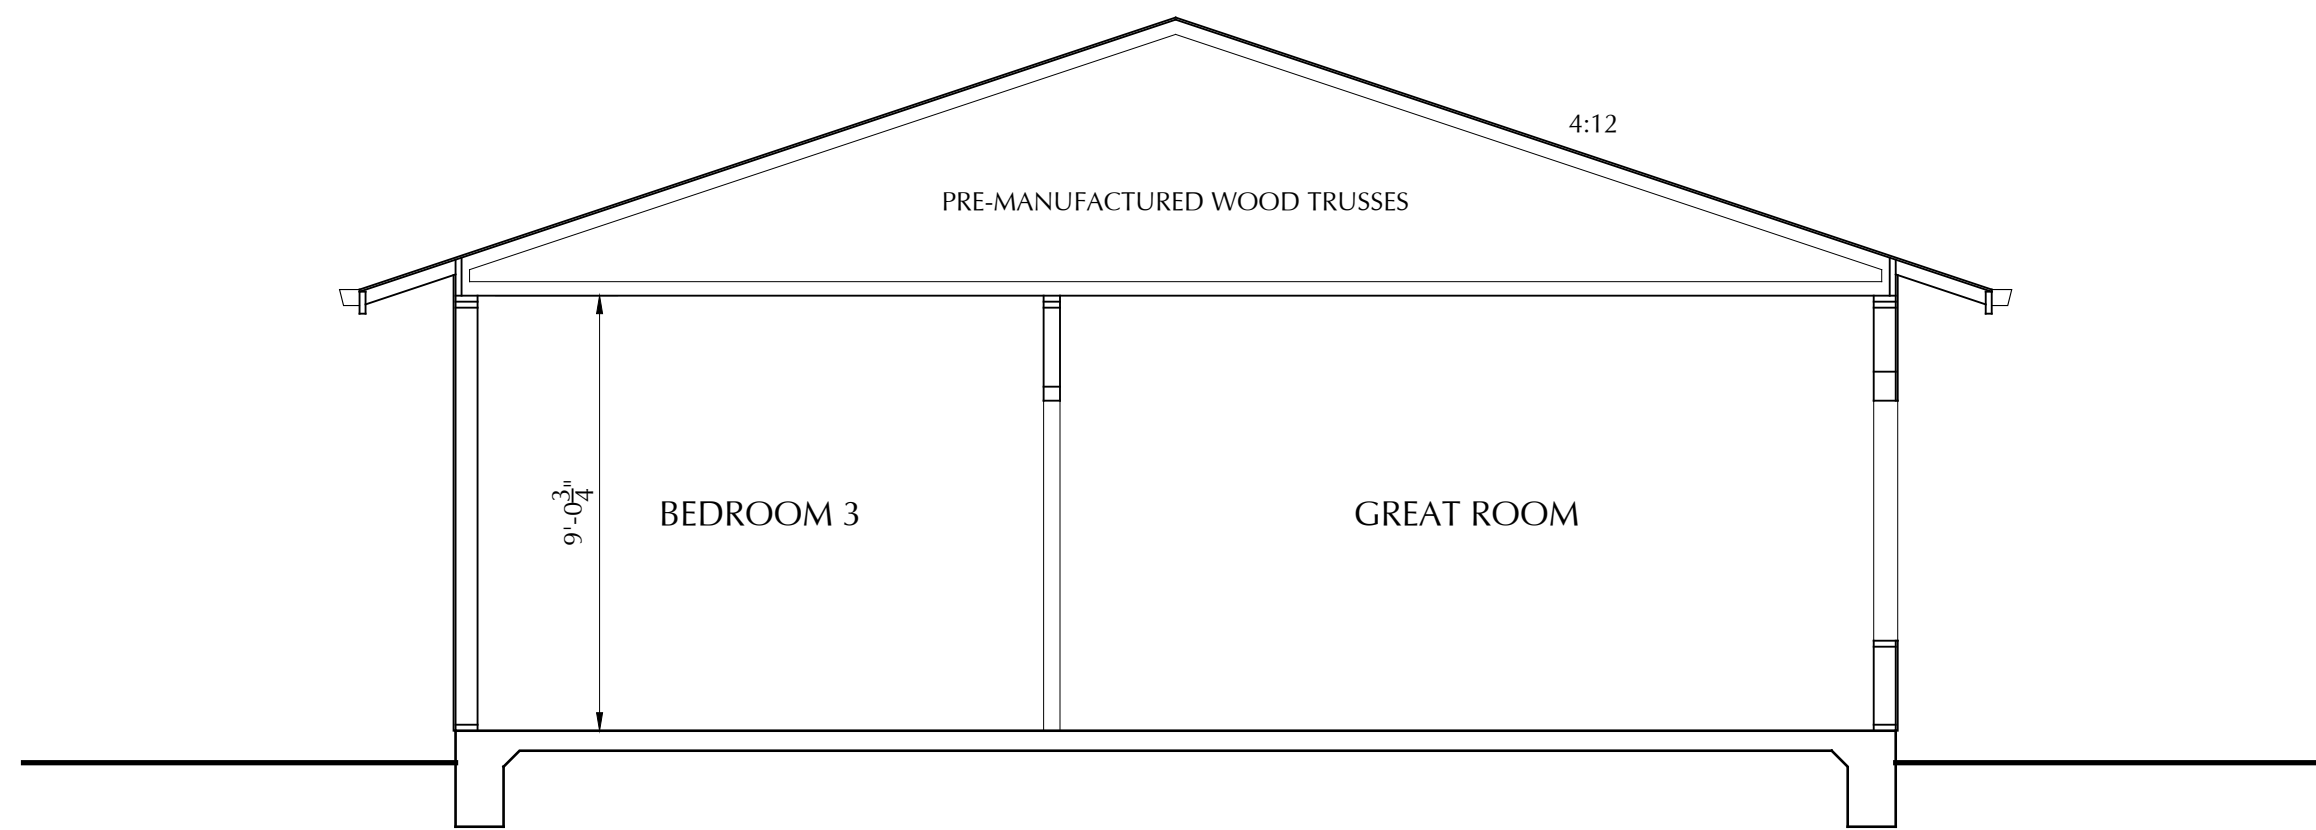 4:12
PRE-MANUFACTURED WOOD TRUSSES
9'-0 3/4"
BEDROOM 3
GREAT ROOM